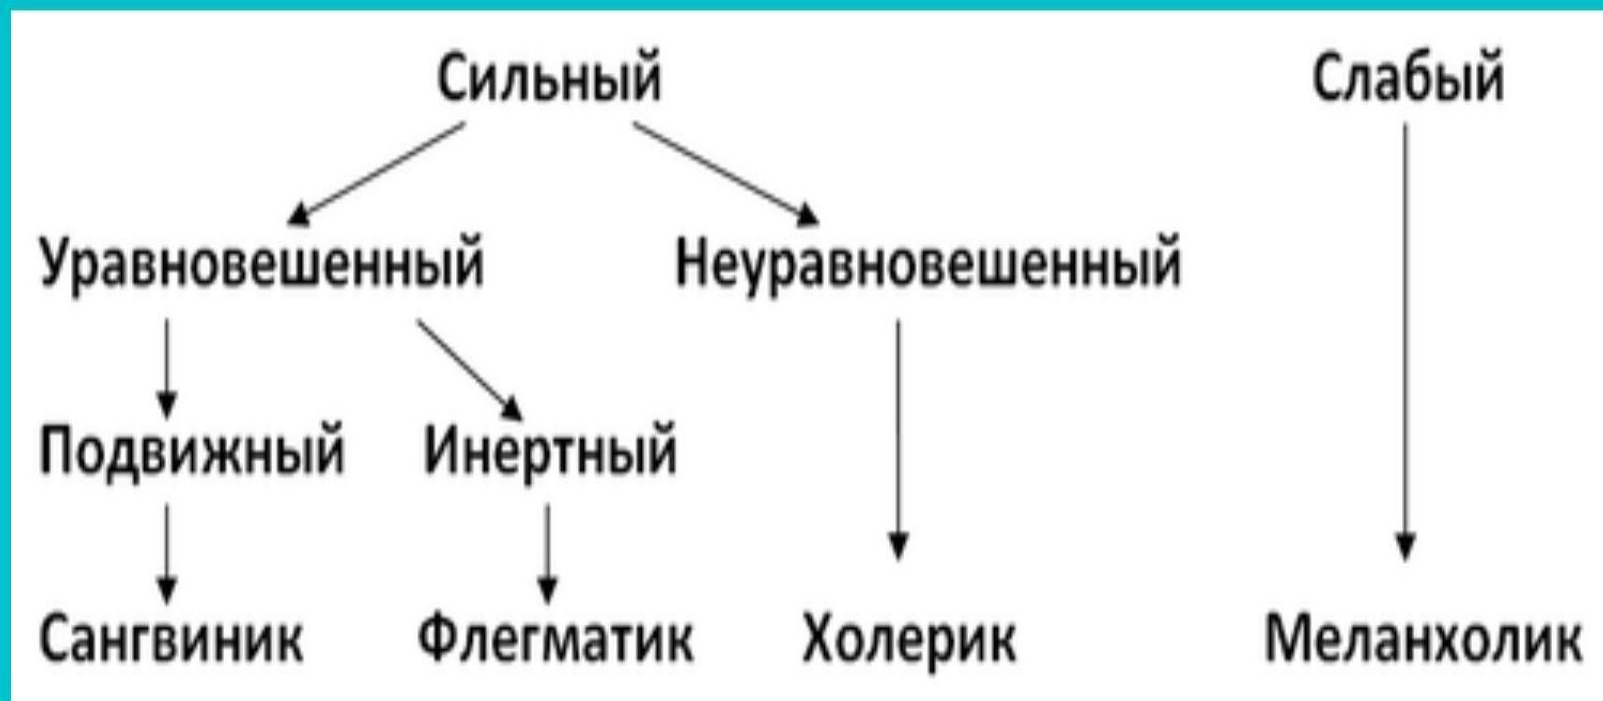 Сильный Слабый
Уравновешенный Неуравновешенный
Подвижный Инертный
Сангвиник Флегматик Холерик Меланхолик